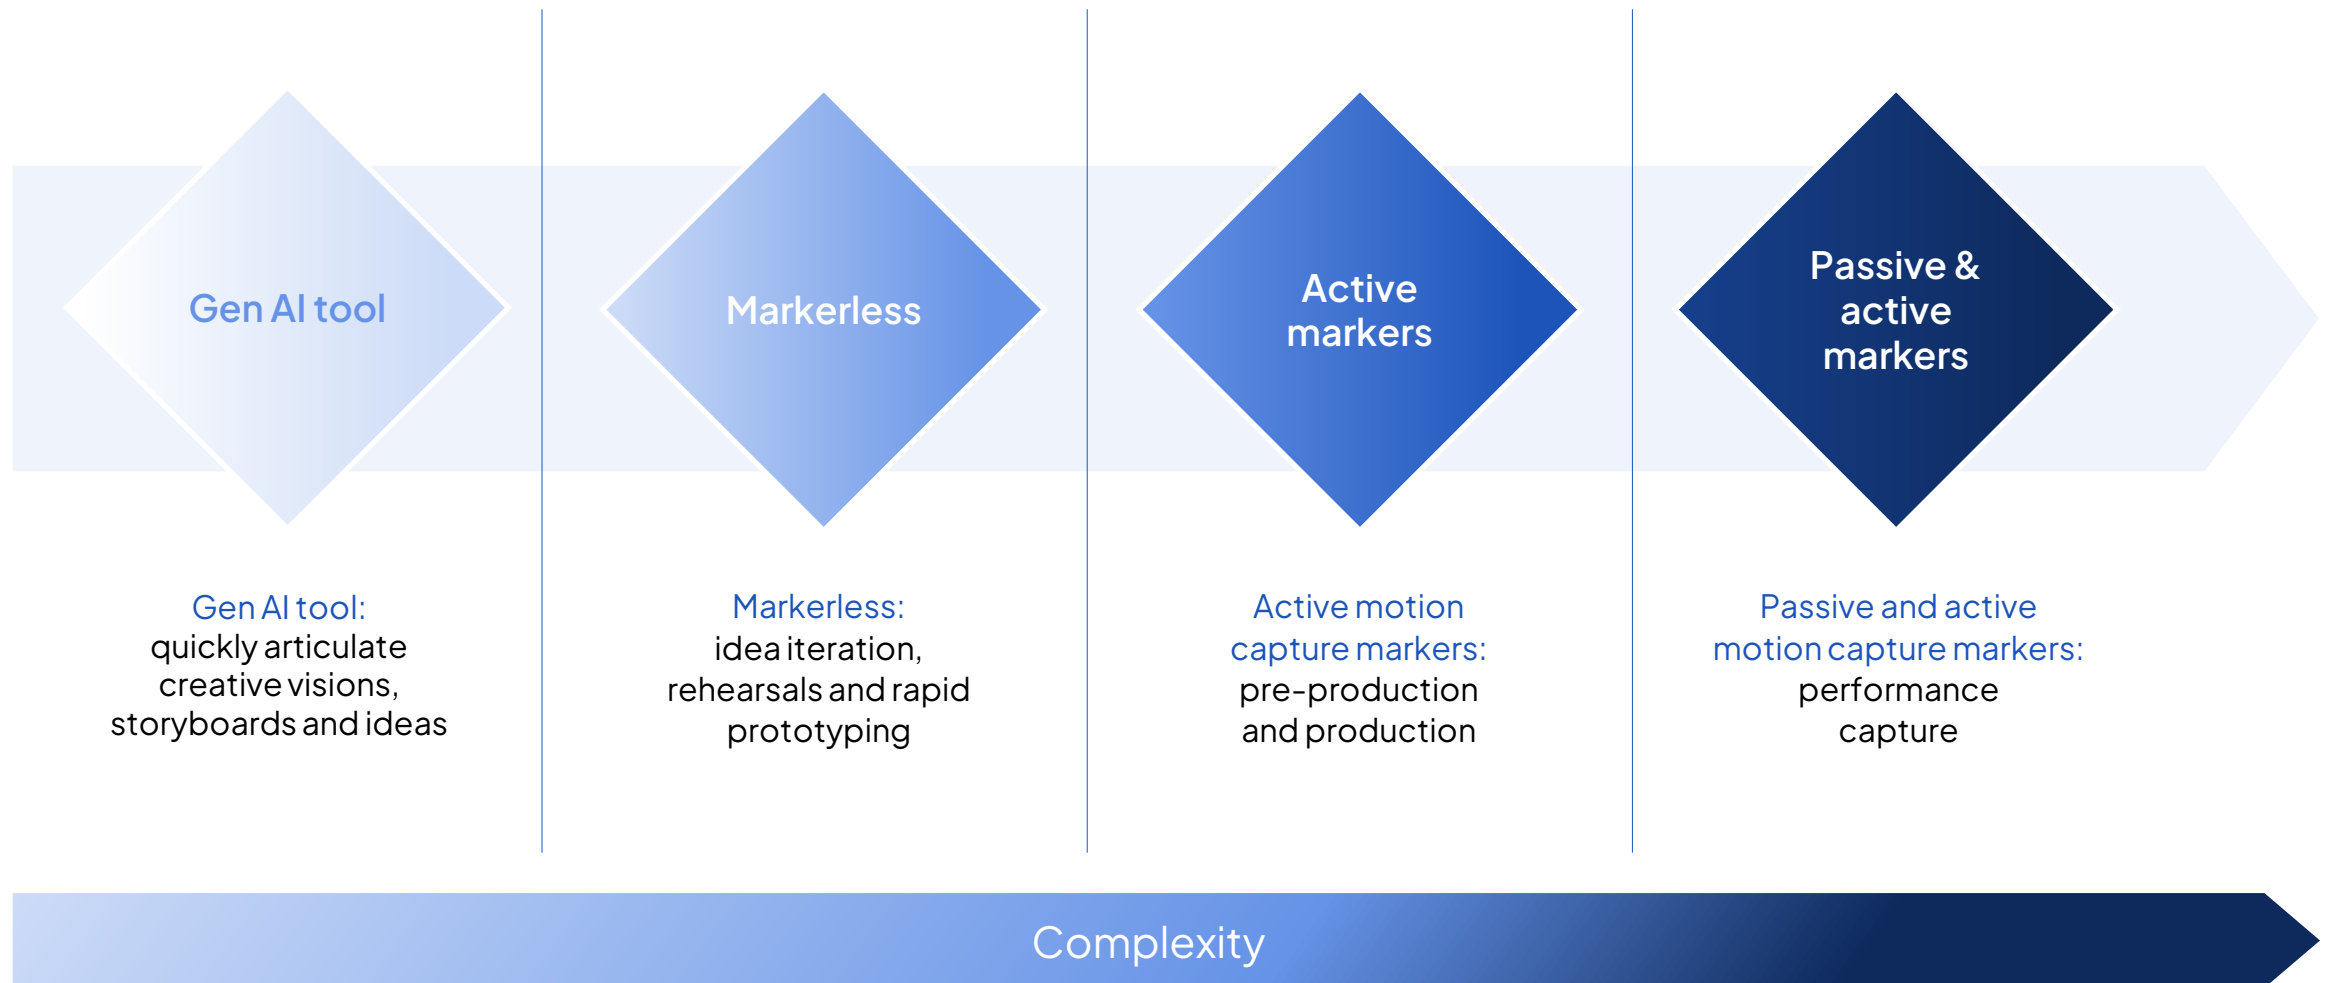 Gen AI tool
Markerless
Active
markers
Passive &
active
markers
Gen AI tool:
quickly articulate
creative visions,
storyboards and ideas
Markerless:
idea iteration,
rehearsals and rapid
prototyping
Active motion
capture markers:
pre-production
and production
Passive and active
motion capture markers:
performance
capture
Complexity